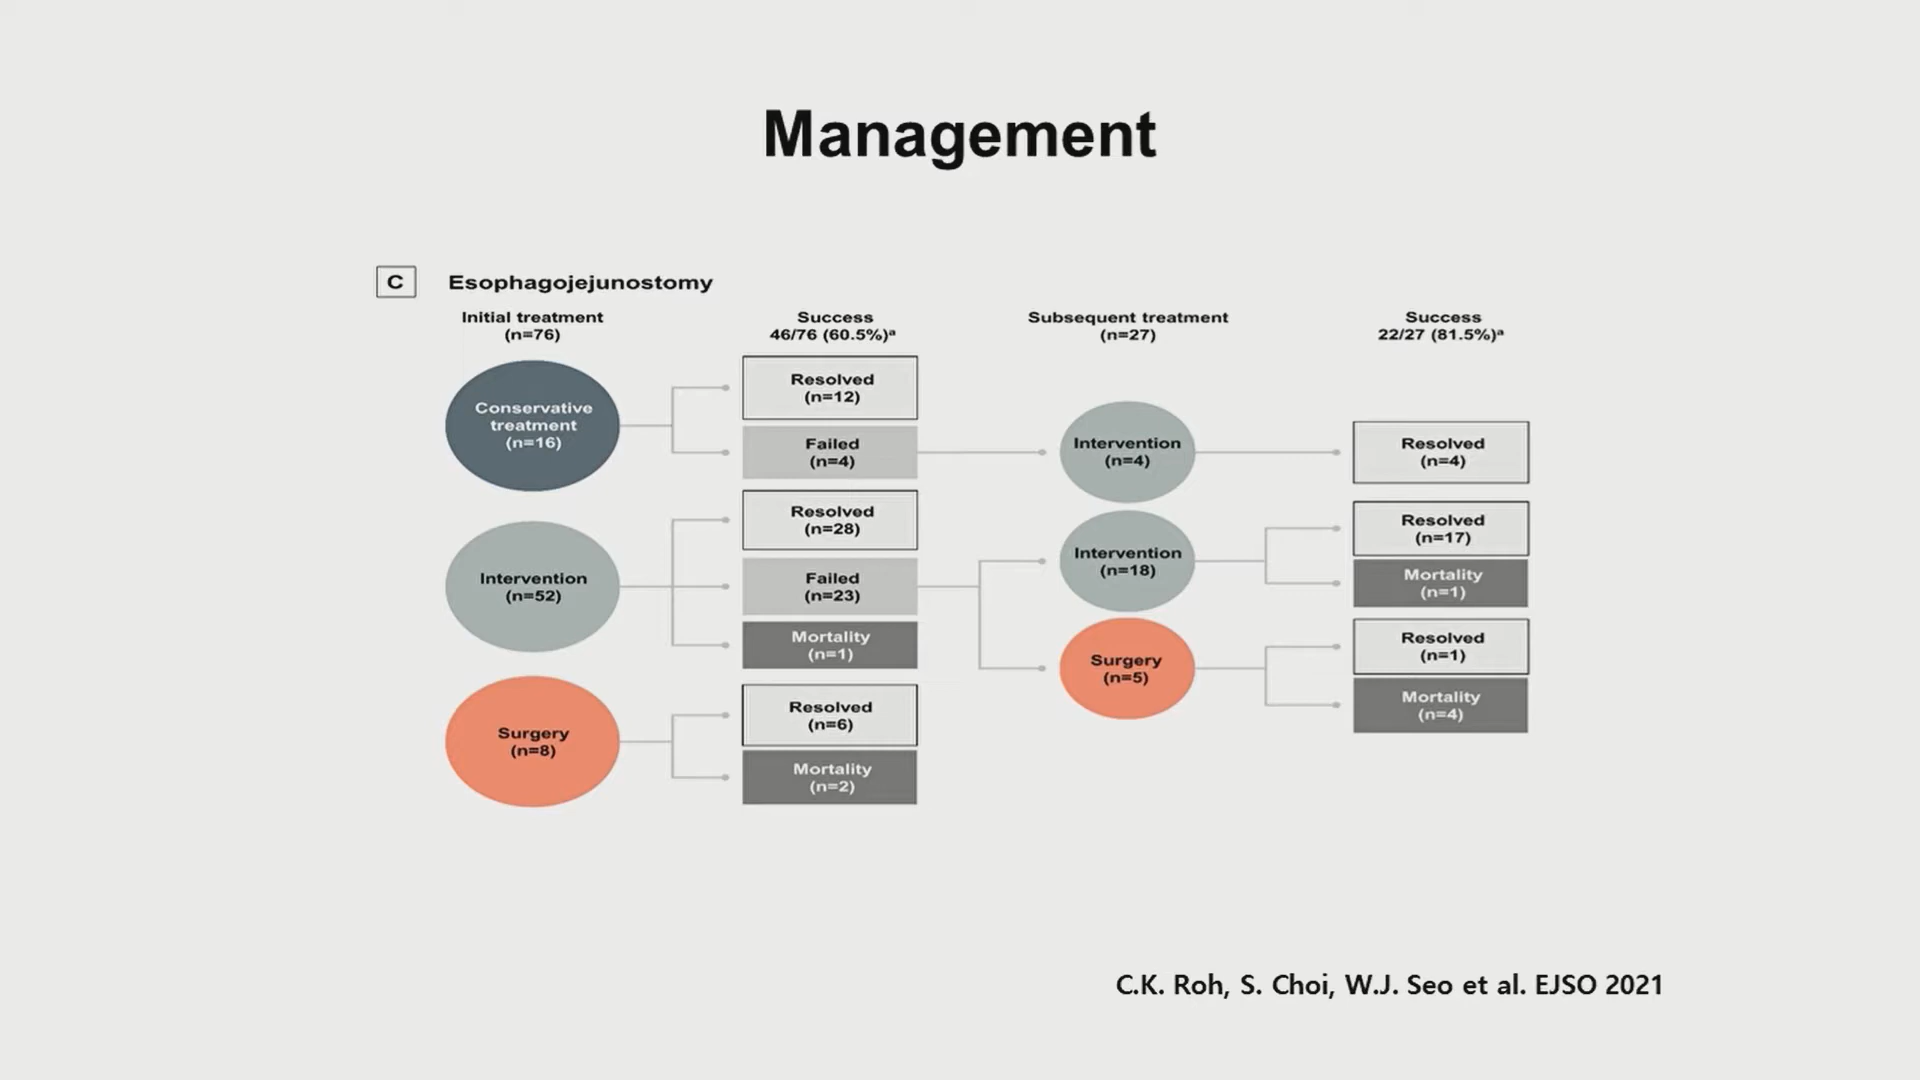 Management
C Esophagojejunostomy
Initial treatment
(n=76)
Success
46/76 (60.5%)ᵃ
Subsequent treatment
(n=27)
Success
22/27 (81.5%)ᵃ
Conservative
treatment
(n=16)
Resolved
(n=12)
Failed
(n=4)
Intervention
(n=4)
Resolved
(n=4)
Intervention
(n=52)
Resolved
(n=28)
Failed
(n=23)
Mortality
(n=1)
Intervention
(n=18)
Resolved
(n=17)
Mortality
(n=1)
Surgery
(n=5)
Resolved
(n=1)
Mortality
(n=4)
Surgery
(n=8)
Resolved
(n=6)
Mortality
(n=2)
C.K. Roh, S. Choi, W.J. Seo et al. EJSO 2021